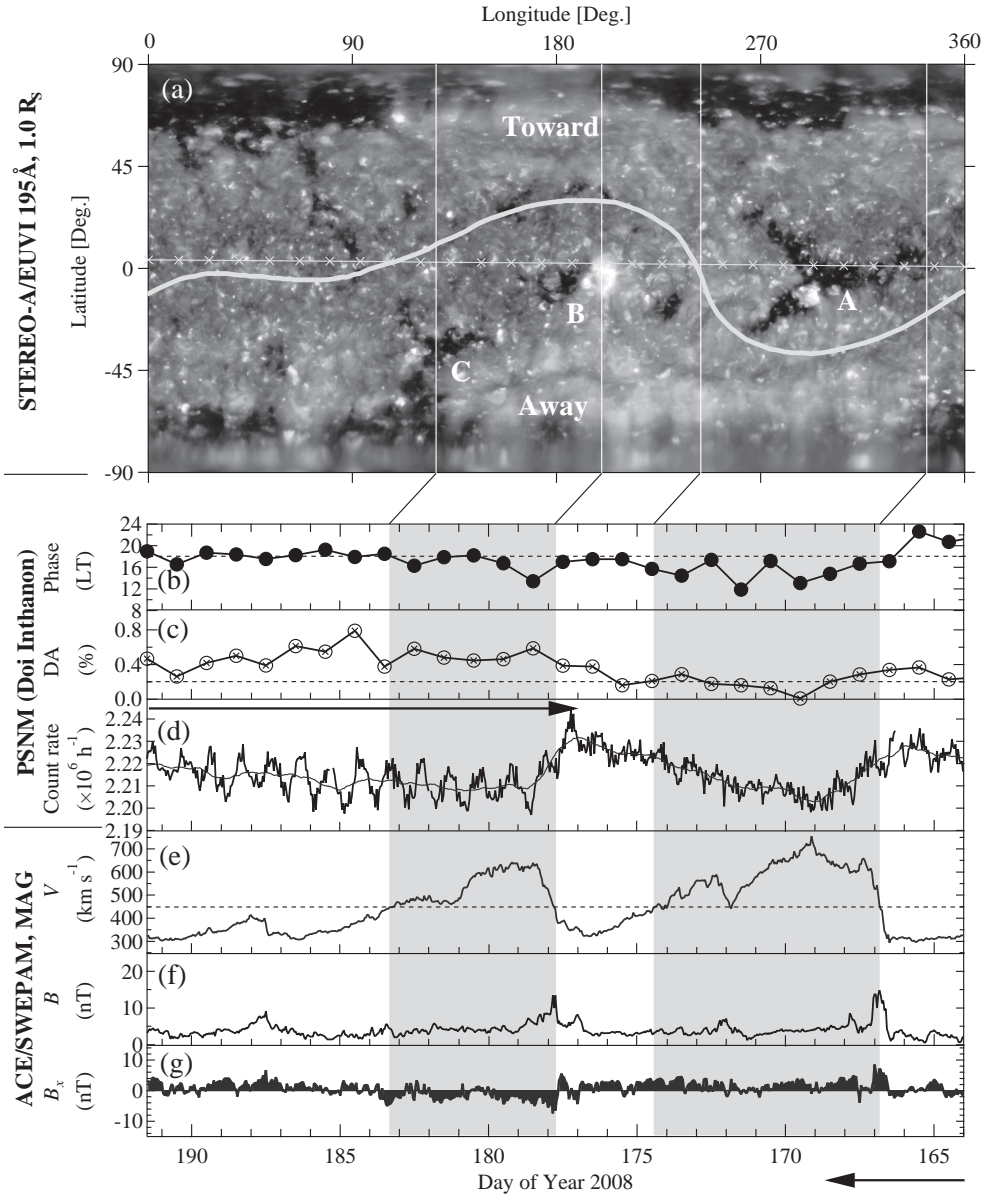 Longitude [Deg.]
0 90 180 270 360
STEREO-A/EUVI 195Å, 1.0 R_S
Latitude [Deg.]
90
45
0
-45
-90
(a)
Toward
A
B
C
Away
PSNM (Doi Inthanon)
Phase
(LT)
24
20
16
12
8
(b)
DA
(%)
0.8
0.4
0.0
(c)
Count rate
(×10^6 h^-1)
2.24
2.23
2.22
2.21
2.20
2.19
(d)
ACE/SWEPAM, MAG
V
(km s^-1)
700
600
500
400
300
(e)
B
(nT)
20
10
0
(f)
B_x
(nT)
10
0
-10
(g)
190 185 180 175 170 165
Day of Year 2008